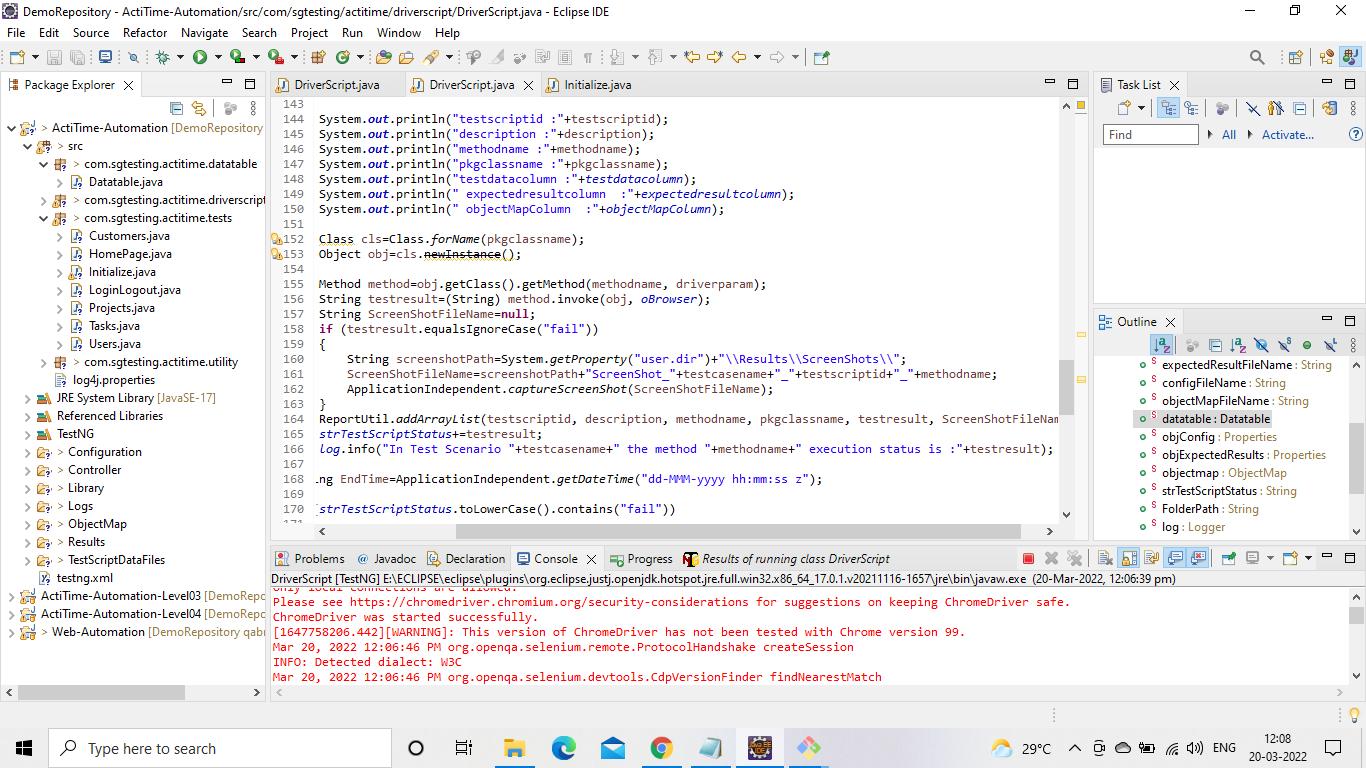 DemoRepository - ActiTime-Automation/src/com/sgtesting/actitime/driverscript/DriverScript.java - Eclipse IDE
File Edit Source Refactor Navigate Search Project Run Window Help
Package Explorer
> ActiTime-Automation [DemoRepository
> src
> com.sgtesting.actitime.datatable
Datatable.java
> com.sgtesting.actitime.driverscript
> com.sgtesting.actitime.tests
Customers.java
HomePage.java
Initialize.java
LoginLogout.java
Projects.java
Tasks.java
Users.java
> com.sgtesting.actitime.utility
log4j.properties
JRE System Library [JavaSE-17]
Referenced Libraries
TestNG
> Configuration
> Controller
> Library
> Logs
> ObjectMap
> Results
> TestScriptDataFiles
testng.xml
> ActiTime-Automation-Level03 [DemoRepo
> ActiTime-Automation-Level04 [DemoRepo
> Web-Automation [DemoRepository qab
DriverScript.java DriverScript.java Initialize.java
143
144 System.out.println("testscriptid :"+testscriptid);
145 System.out.println("description :"+description);
146 System.out.println("methodname :"+methodname);
147 System.out.println("pkgclassname :"+pkgclassname);
148 System.out.println("testdatacolumn :"+testdatacolumn);
149 System.out.println(" expectedresultcolumn  :"+expectedresultcolumn);
150 System.out.println(" objectMapColumn  :"+objectMapColumn);
151
152 Class cls=Class.forName(pkgclassname);
153 Object obj=cls.newInstance();
154
155 Method method=obj.getClass().getMethod(methodname, driverparam);
156 String testresult=(String) method.invoke(obj, oBrowser);
157 String ScreenShotFileName=null;
158 if (testresult.equalsIgnoreCase("fail"))
159 {
160 String screenshotPath=System.getProperty("user.dir")+"\\Results\\ScreenShots\\";
161 ScreenShotFileName=screenshotPath+"ScreenShot_"+testcasename+"_"+testscriptid+"_"+methodname;
162 ApplicationIndependent.captureScreenShot(ScreenShotFileName);
163 }
164 ReportUtil.addArrayList(testscriptid, description, methodname, pkgclassname, testresult, ScreenShotFileNam
165 strTestScriptStatus+=testresult;
166 log.info("In Test Scenario "+testcasename+" the method "+methodname+" execution status is :"+testresult);
167
168 ng EndTime=ApplicationIndependent.getDateTime("dd-MMM-yyyy hh:mm:ss z");
169
170 strTestScriptStatus.toLowerCase().contains("fail"))
171
Task List
Find All Activate...
Outline
expectedResultFileName : String
configFileName : String
objectMapFileName : String
datatable : Datatable
objConfig : Properties
objExpectedResults : Properties
objectmap : ObjectMap
strTestScriptStatus : String
FolderPath : String
log : Logger
Problems Javadoc Declaration Console Progress Results of running class DriverScript
DriverScript [TestNG] E:\ECLIPSE\eclipse\plugins\org.eclipse.justj.openjdk.hotspot.jre.full.win32.x86_64_17.0.1.v20211116-1657\jre\bin\javaw.exe (20-Mar-2022, 12:06:39 pm)
Only local connections are allowed.
Please see https://chromedriver.chromium.org/security-considerations for suggestions on keeping ChromeDriver safe.
ChromeDriver was started successfully.
[1647758206.442][WARNING]: This version of ChromeDriver has not been tested with Chrome version 99.
Mar 20, 2022 12:06:46 PM org.openqa.selenium.remote.ProtocolHandshake createSession
INFO: Detected dialect: W3C
Mar 20, 2022 12:06:46 PM org.openqa.selenium.devtools.CdpVersionFinder findNearestMatch
Type here to search
29°C
ENG
12:08
20-03-2022